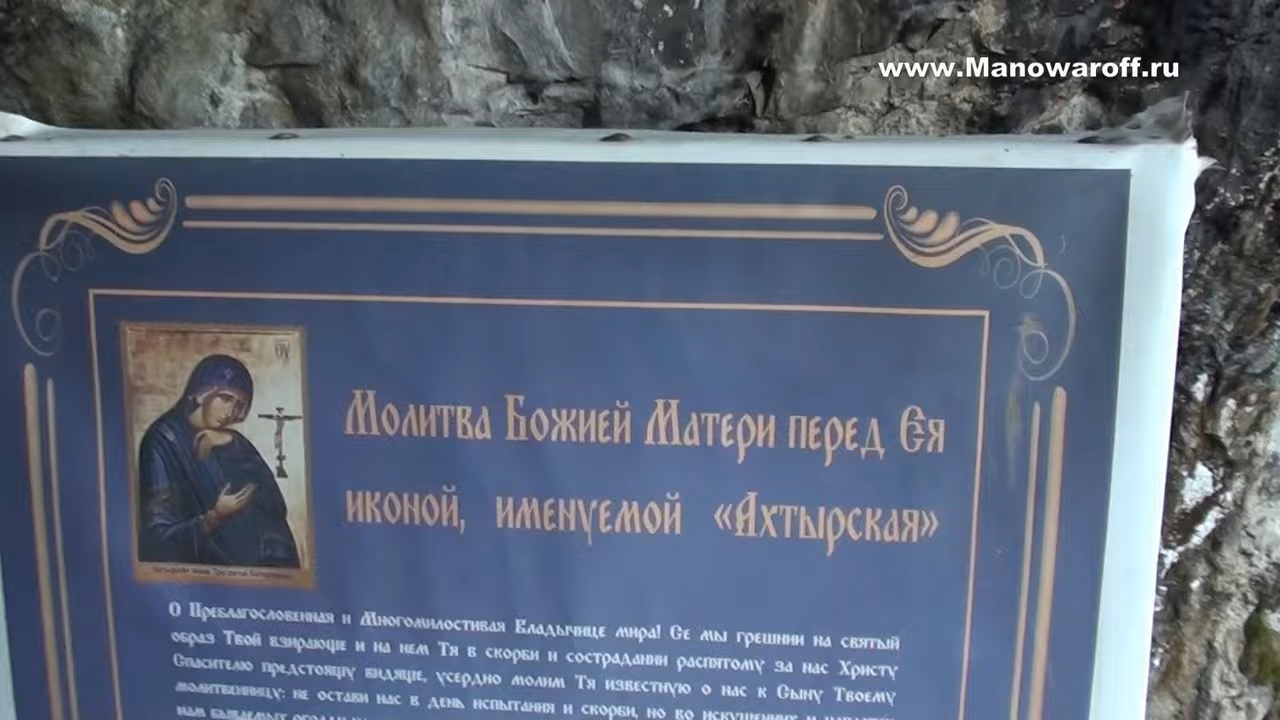 www.Manowaroff.ru
Молитва Божией Матери перед Ея
иконой, именуемой «Ахтырская»
О Преблагословенная и Многомилостивая Владычице мира! Се мы грешнии на святый
образ Твой взирающе и на нем Тя в скорби и сострадании распятому за нас Христу
Спасителю предстоящу видяще, усердно молим Тя известную о нас к Сыну Твоему
молитвенницу: не остави нас в день испытания и скорби, но во искушениих и
нам